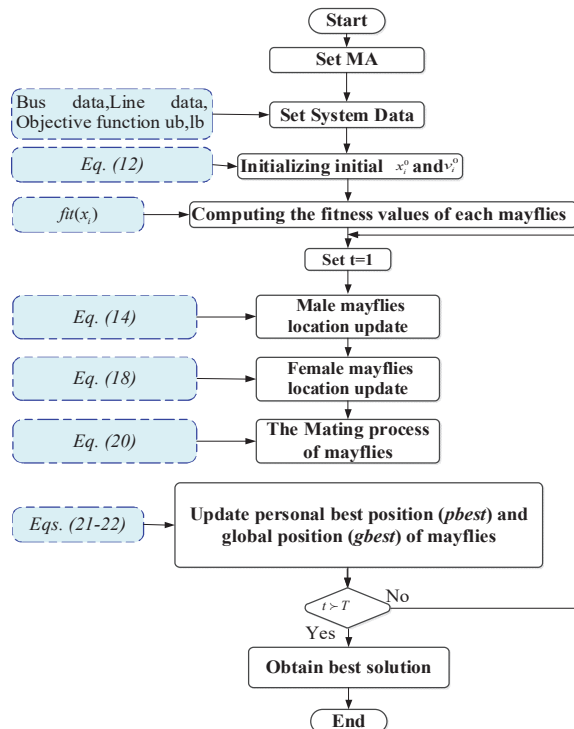 Start
Set MA
Bus data,Line data,
Objective function ub,lb
Set System Data
Eq. (12)
Initializing initial x_i^o and v_i^o
fit(x_i)
Computing the fitness values of each mayflies
Set t=1
Eq. (14)
Male mayflies
location update
Eq. (18)
Female mayflies
location update
Eq. (20)
The Mating process
of mayflies
Eqs. (21-22)
Update personal best position (pbest) and
global position (gbest) of mayflies
t ≻ T
No
Yes
Obtain best solution
End